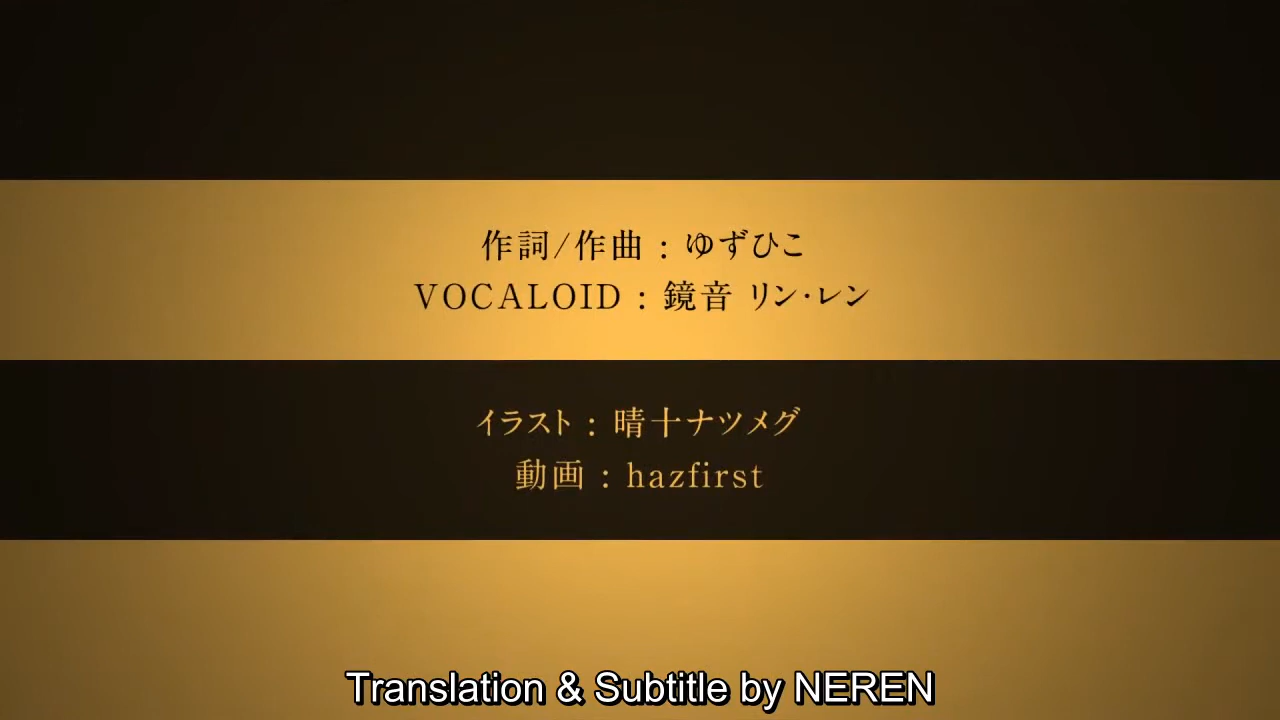 作詞/作曲 : ゆずひこ
VOCALOID : 鏡音 リン・レン
イラスト : 晴十ナツメグ
動画 : hazfirst
Translation & Subtitle by NEREN